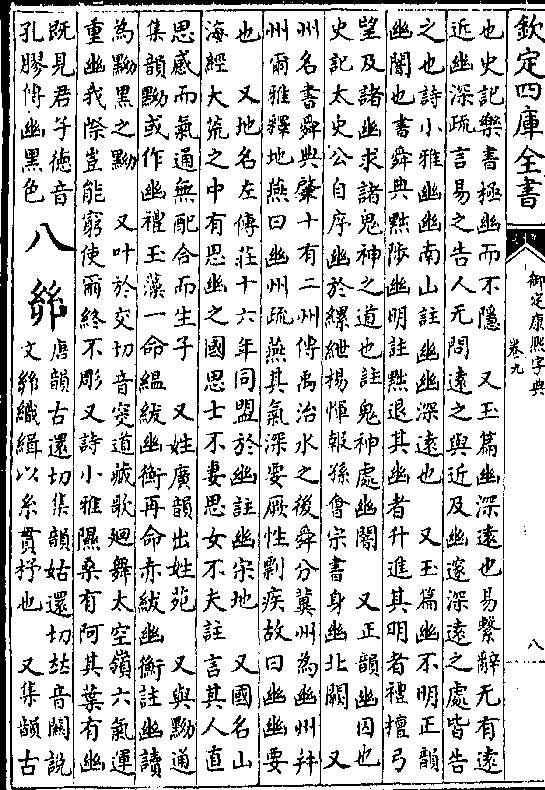 欽定四庫全書
御定康熙字典
卷九
八
也史記樂書極幽而不隱　又玉篇幽深遠也易繫辭无有遠
近幽深疏言易之告人无問遠之與近及幽邃深遠之處皆告
之也詩小雅幽幽南山註幽幽深遠也　又玉篇幽不明正韻
幽闇也書舜典黜陟幽明註黜退其幽者升進其明者禮檀弓
望及諸幽求諸鬼神之道也註鬼神處幽闇　又正韻幽囚也
史記太史公自序幽於縲紲楊惲報孫會宗書身幽北闕　又
州名書舜典肇十有二州傳禹治水之後舜分冀州為幽州幷
州爾雅釋地燕曰幽州疏燕其氣深要厥性剽疾故曰幽幽要
也　又地名左傳莊十六年同盟於幽註幽宋地　又國名山
海經大荒之中有思幽之國思士不妻思女不夫註言其人直
思感而氣通無配合而生子　又姓廣韻出姓苑　又與黝通
集韻黝或作幽禮玉藻一命縕紱幽衡再命赤紱幽衡註幽讀
為黝黑之黝　又叶於交切音突道藏歌廻舞太空嶺六氣運
重幽我際豈能窮使爾終不彫又詩小雅隰桑有阿其葉有幽
既見君子德音
孔膠傳幽黑色
八
𢇇
唐韻古還切集韻姑還切𠀤音關説
文𢇇織緝以糸貫杼也　又集韻古